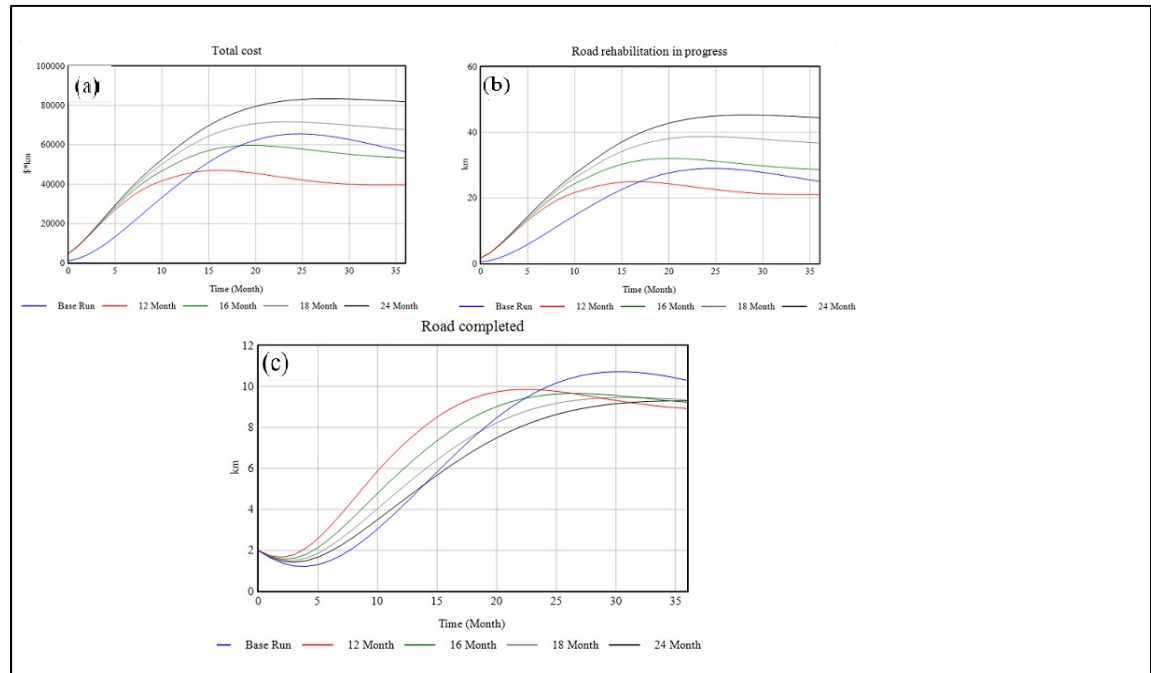 Total cost
(a)
100000
80000
60000
40000
20000
0
$*km
0 5 10 15 20 25 30 35
Time (Month)
Base Run 12 Month 16 Month 18 Month 24 Month
Road rehabilitation in progress
(b)
60
40
20
0
km
0 5 10 15 20 25 30 35
Time (Month)
Base Run 12 Month 16 Month 18 Month 24 Month
Road completed
(c)
12
10
8
6
4
2
0
km
0 5 10 15 20 25 30 35
Time (Month)
Base Run 12 Month 16 Month 18 Month 24 Month